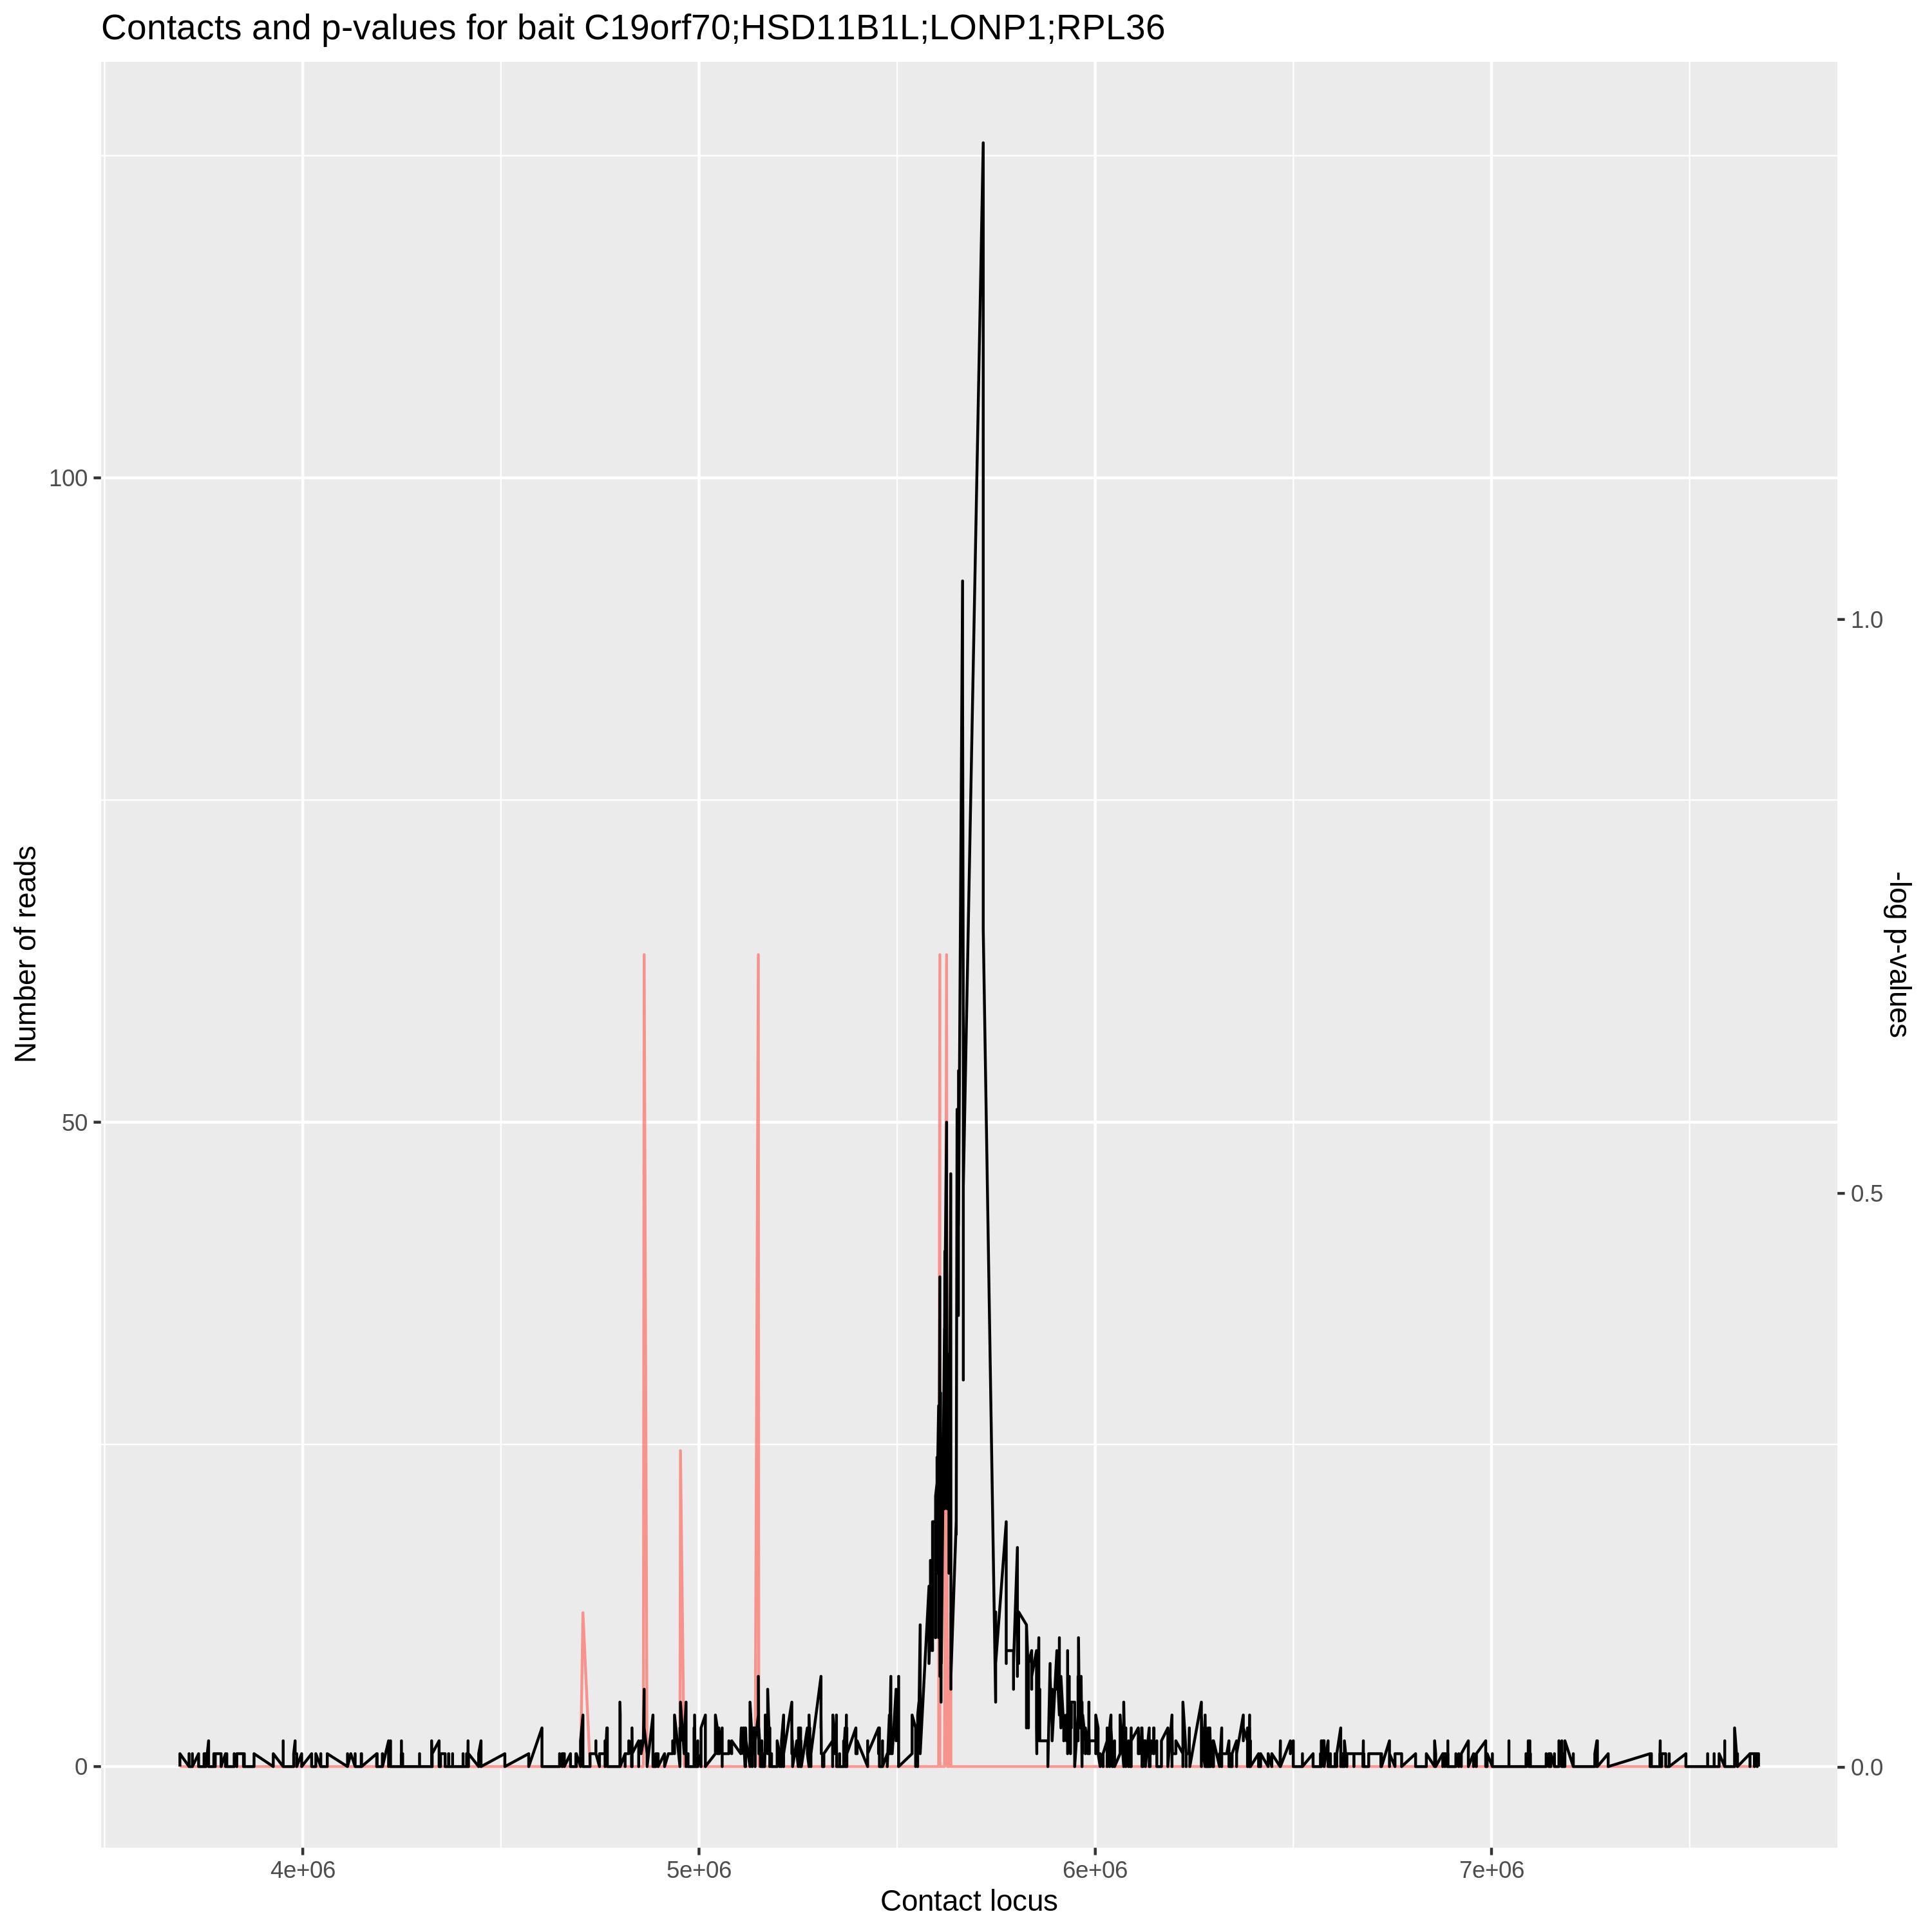 Contacts and p-values for bait C19orf70;HSD11B1L;LONP1;RPL36
100
50
0
Number of reads
1.0
0.5
0.0
-log p-values
4e+06
5e+06
6e+06
7e+06
Contact locus